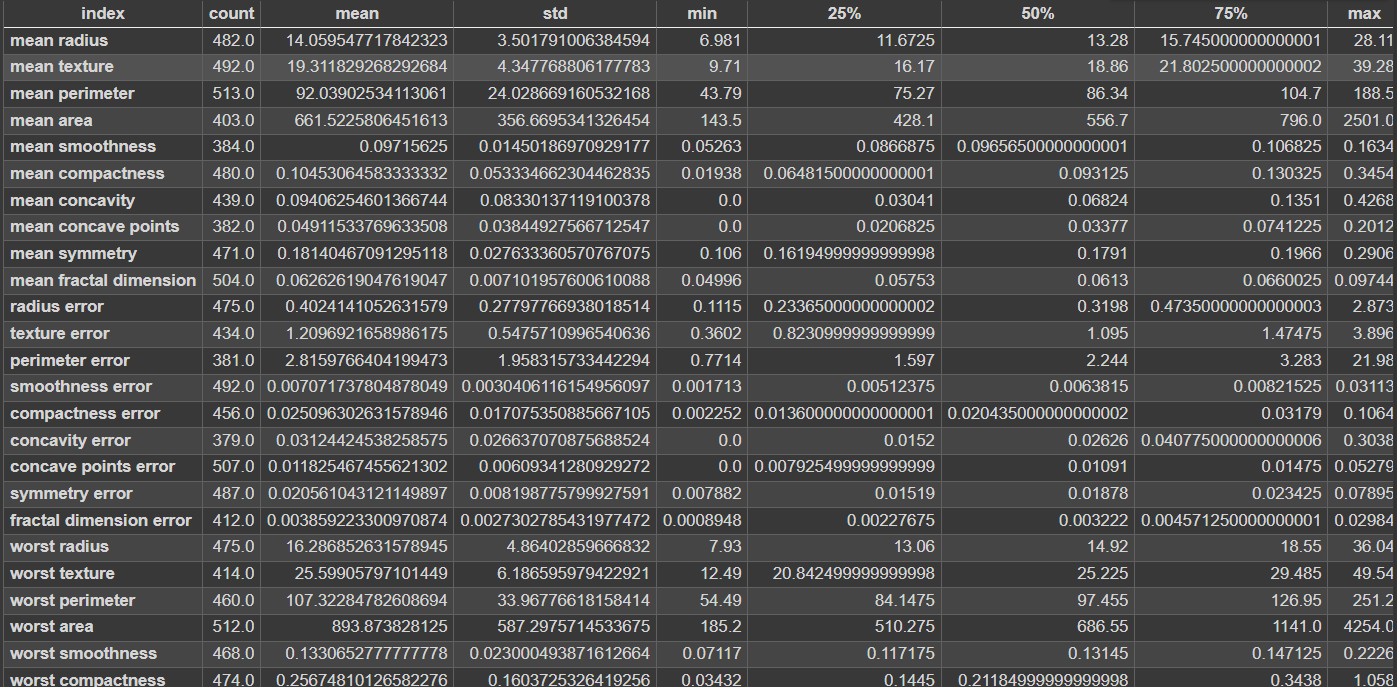 index count mean std min 25% 50% 75% max
mean radius 482.0 14.059547717842323 3.501791006384594 6.981 11.6725 13.28 15.745000000000001 28.11
mean texture 492.0 19.311829268292684 4.347768806177783 9.71 16.17 18.86 21.802500000000002 39.28
mean perimeter 513.0 92.03902534113061 24.028669160532168 43.79 75.27 86.34 104.7 188.5
mean area 403.0 661.5225806451613 356.6695341326454 143.5 428.1 556.7 796.0 2501.0
mean smoothness 384.0 0.09715625 0.01450186970929177 0.05263 0.0866875 0.09656500000000001 0.106825 0.1634
mean compactness 480.0 0.10453064583333332 0.053334662304462835 0.01938 0.06481500000000001 0.093125 0.130325 0.3454
mean concavity 439.0 0.09406254601366744 0.08330137119100378 0.0 0.03041 0.06824 0.1351 0.4268
mean concave points 382.0 0.04911533769633508 0.03844927566712547 0.0 0.0206825 0.03377 0.0741225 0.2012
mean symmetry 471.0 0.18140467091295118 0.027633360570767075 0.106 0.16194999999999998 0.1791 0.1966 0.2906
mean fractal dimension 504.0 0.06262619047619047 0.007101957600610088 0.04996 0.05753 0.0613 0.0660025 0.09744
radius error 475.0 0.4024141052631579 0.27797766938018514 0.1115 0.23365000000000002 0.3198 0.47350000000000003 2.873
texture error 434.0 1.2096921658986175 0.5475710996540636 0.3602 0.8230999999999999 1.095 1.47475 3.896
perimeter error 381.0 2.8159766404199473 1.958315733442294 0.7714 1.597 2.244 3.283 21.98
smoothness error 492.0 0.007071737804878049 0.0030406116154956097 0.001713 0.00512375 0.0063815 0.00821525 0.03113
compactness error 456.0 0.025096302631578946 0.017075350885667105 0.002252 0.013600000000000001 0.020435000000000002 0.03179 0.1064
concavity error 379.0 0.03124424538258575 0.026637070875688524 0.0 0.0152 0.02626 0.040775000000000006 0.3038
concave points error 507.0 0.011825467455621302 0.00609341280929272 0.0 0.007925499999999999 0.01091 0.01475 0.05279
symmetry error 487.0 0.020561043121149897 0.008198775799927591 0.007882 0.01519 0.01878 0.023425 0.07895
fractal dimension error 412.0 0.003859223300970874 0.0027302785431977472 0.0008948 0.00227675 0.003222 0.004571250000000001 0.02984
worst radius 475.0 16.286852631578945 4.86402859666832 7.93 13.06 14.92 18.55 36.04
worst texture 414.0 25.59905797101449 6.186595979422921 12.49 20.842499999999998 25.225 29.485 49.54
worst perimeter 460.0 107.32284782608694 33.96776618158414 54.49 84.1475 97.455 126.95 251.2
worst area 512.0 893.873828125 587.2975714533675 185.2 510.275 686.55 1141.0 4254.0
worst smoothness 468.0 0.1330652777777778 0.023000493871612664 0.07117 0.117175 0.13145 0.147125 0.2226
worst compactness 474.0 0.25674810126582276 0.1603725326419256 0.03432 0.1445 0.21184999999999998 0.3438 1.058